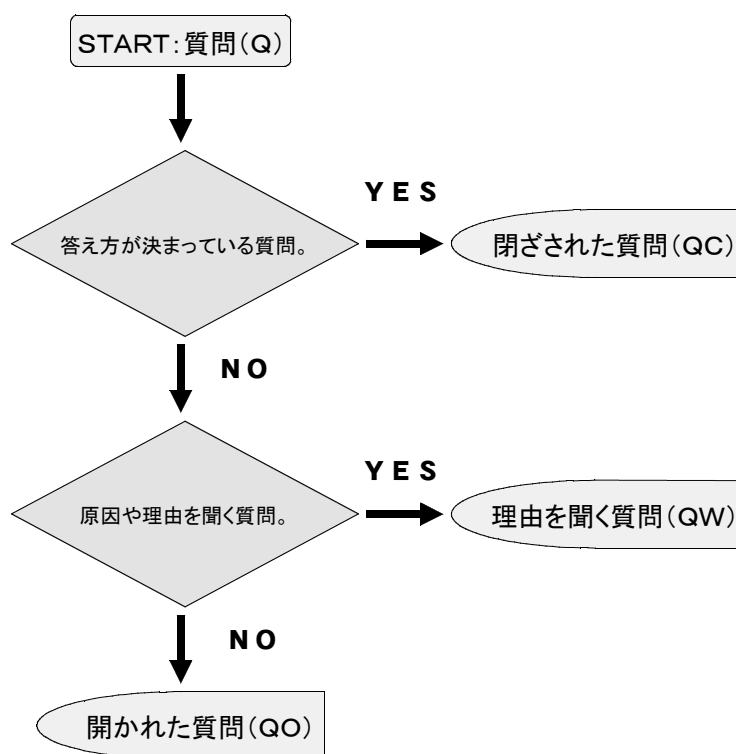 START:質問(Q)
YES
答え方が決まっている質問。
閉ざされた質問(QC)
NO
YES
原因や理由を聞く質問。
理由を聞く質問(QW)
NO
開かれた質問(QO)